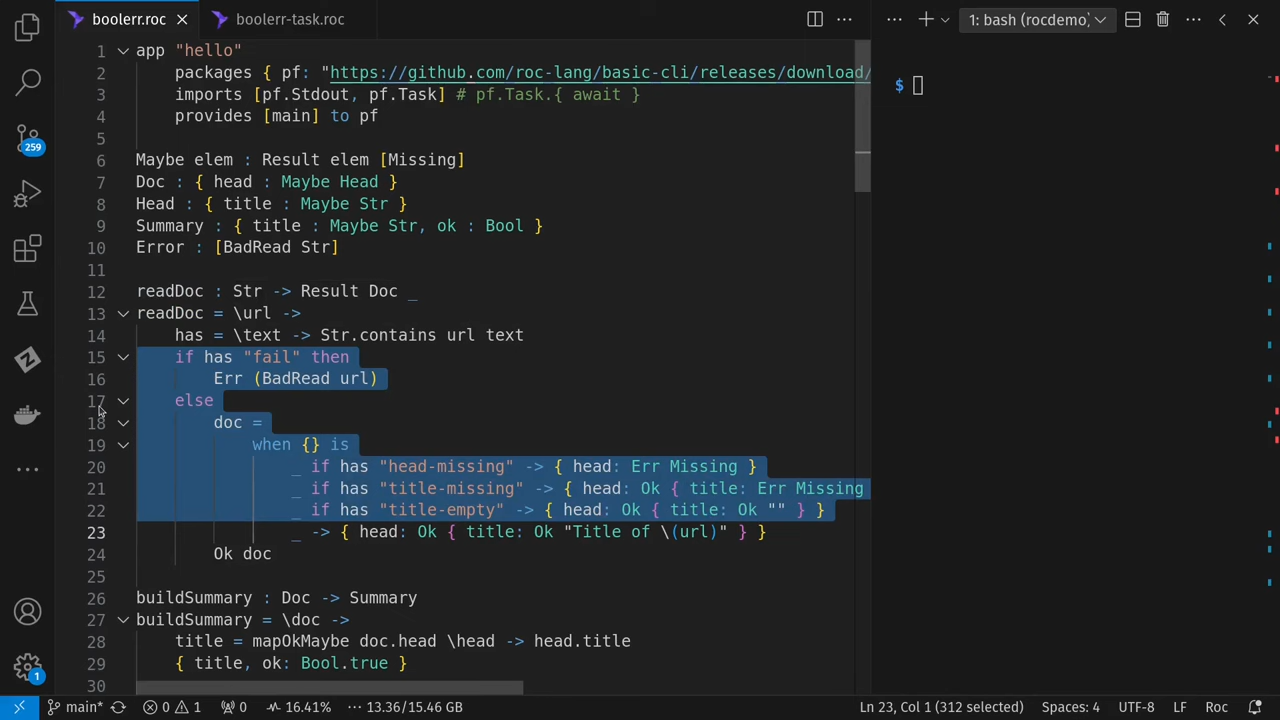 boolerr.roc
boolerr-task.roc
1: bash (rocdemo)
1 app "hello"
2 packages { pf: "https://github.com/roc-lang/basic-cli/releases/download/
3 imports [pf.Stdout, pf.Task] # pf.Task.{ await }
4 provides [main] to pf
5
6 Maybe elem : Result elem [Missing]
7 Doc : { head : Maybe Head }
8 Head : { title : Maybe Str }
9 Summary : { title : Maybe Str, ok : Bool }
10 Error : [BadRead Str]
11
12 readDoc : Str -> Result Doc _
13 readDoc = \url ->
14 has = \text -> Str.contains url text
15 if has "fail" then
16 Err (BadRead url)
17 else
18 doc =
19 when {} is
20 _ if has "head-missing" -> { head: Err Missing }
21 _ if has "title-missing" -> { head: Ok { title: Err Missing
22 _ if has "title-empty" -> { head: Ok { title: Ok "" } }
23 _ -> { head: Ok { title: Ok "Title of \(url)" } }
24 Ok doc
25
26 buildSummary : Doc -> Summary
27 buildSummary = \doc ->
28 title = mapOkMaybe doc.head \head -> head.title
29 { title, ok: Bool.true }
30
$
259
1
main* 0 1 0 16.41% 13.36/15.46 GB Ln 23, Col 1 (312 selected) Spaces: 4 UTF-8 LF Roc